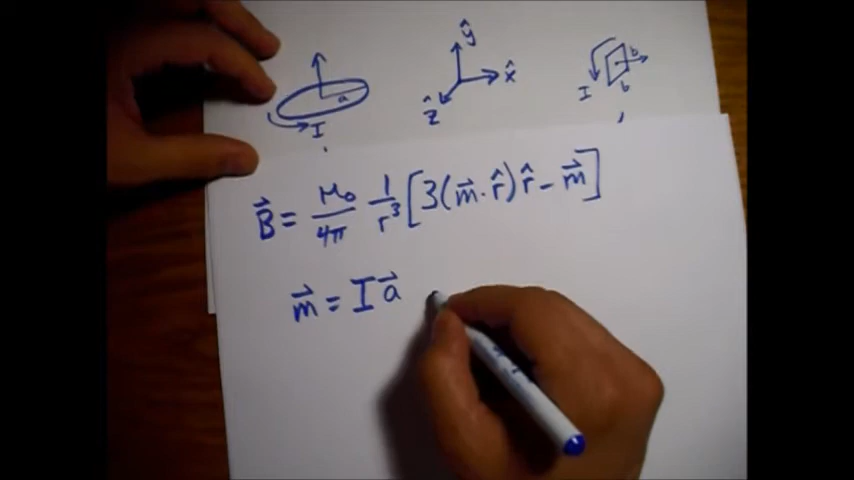 a I
ŷ x̂ ẑ
I b b
B⃗ = μ₀/4π 1/r³ [3(m⃗·r̂)r̂ - m⃗]
m⃗ = I a⃗